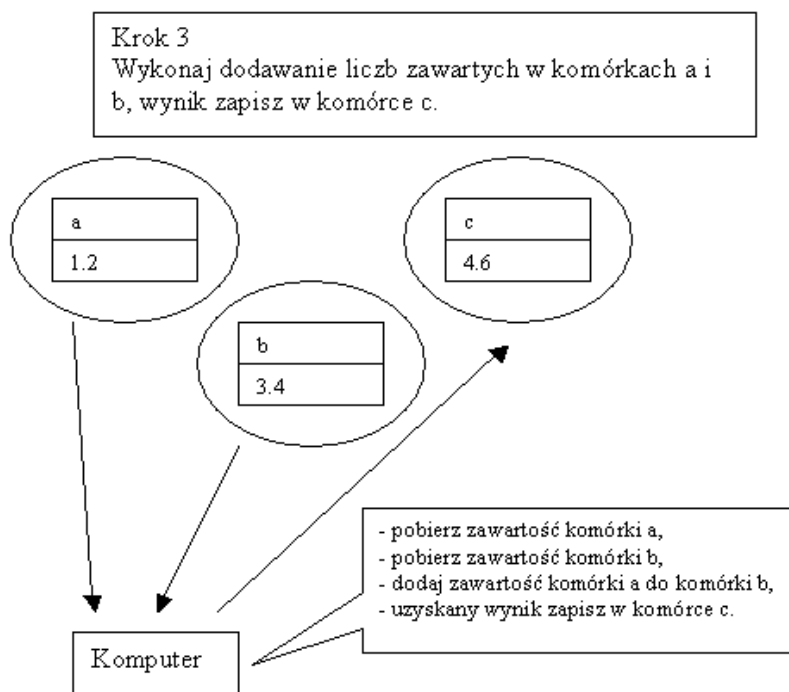 Krok 3
Wykonaj dodawanie liczb zawartych w komórkach a i
b, wynik zapisz w komórce c.
a
1.2
c
4.6
b
3.4
- pobierz zawartość komórki a,
- pobierz zawartość komórki b,
- dodaj zawartość komórki a do komórki b,
- uzyskany wynik zapisz w komórce c.
Komputer